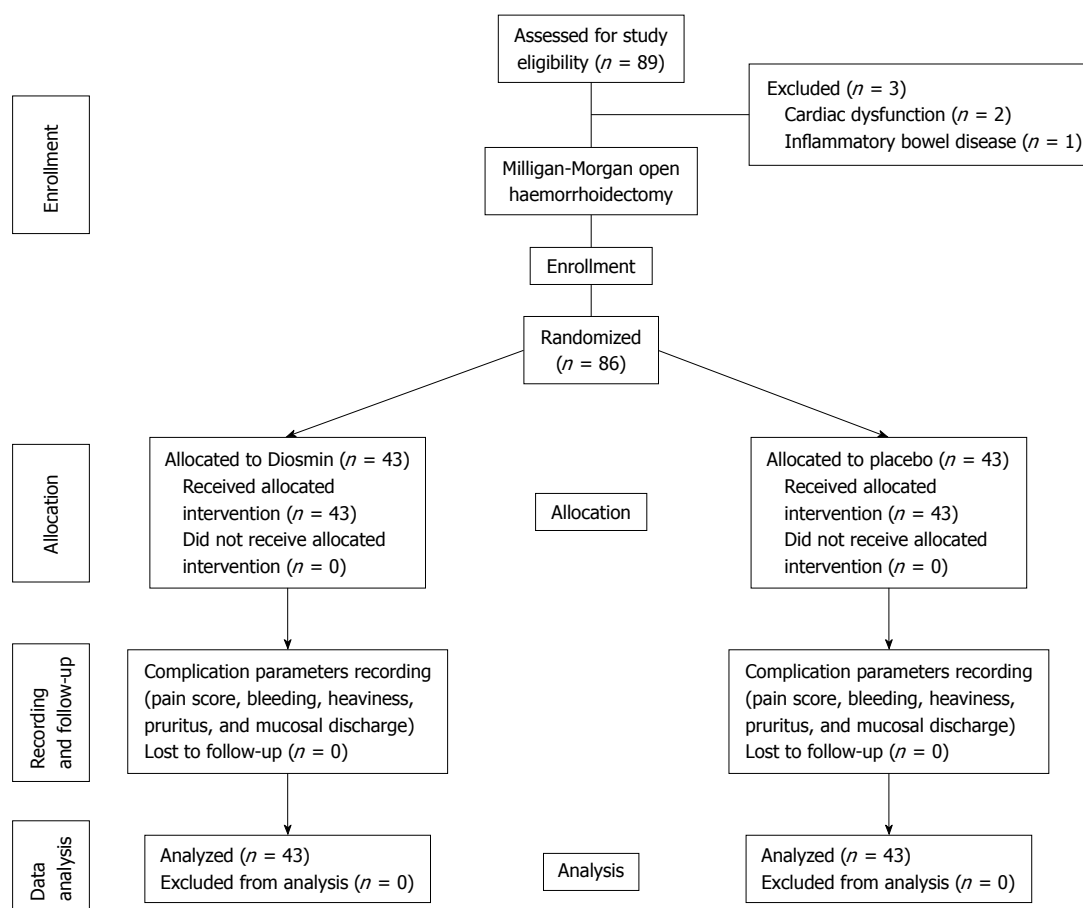 Assessed for study
eligibility (n = 89)
Excluded (n = 3)
Cardiac dysfunction (n = 2)
Inflammatory bowel disease (n = 1)
Enrollment
Milligan-Morgan open
haemorrhoidectomy
Enrollment
Randomized
(n = 86)
Allocation
Allocated to Diosmin (n = 43)
Received allocated
intervention (n = 43)
Did not receive allocated
intervention (n = 0)
Allocation
Allocated to placebo (n = 43)
Received allocated
intervention (n = 43)
Did not receive allocated
intervention (n = 0)
Recording
and follow-up
Complication parameters recording
(pain score, bleeding, heaviness,
pruritus, and mucosal discharge)
Lost to follow-up (n = 0)
Complication parameters recording
(pain score, bleeding, heaviness,
pruritus, and mucosal discharge)
Lost to follow-up (n = 0)
Data
analysis
Analyzed (n = 43)
Excluded from analysis (n = 0)
Analysis
Analyzed (n = 43)
Excluded from analysis (n = 0)